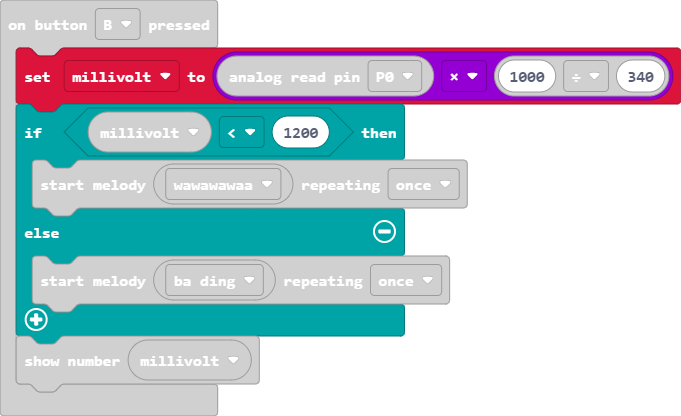 on button B pressed
set millivolt to analog read pin P0 × 1000 ÷ 340
if millivolt < 1200 then
start melody wawawawaa repeating once
else
start melody ba ding repeating once
show number millivolt